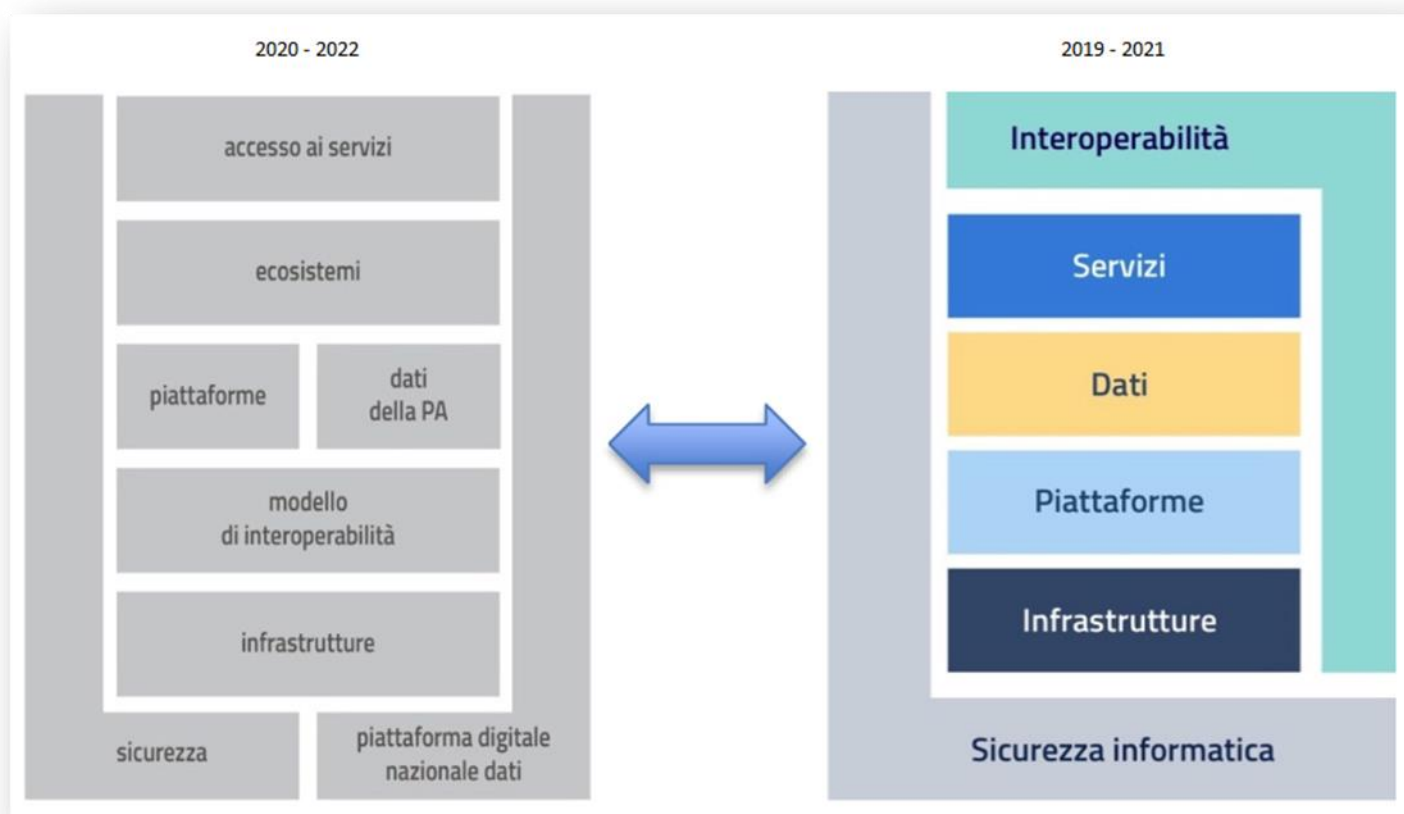 2020 - 2022
accesso ai servizi
ecosistemi
piattaforme
dati
della PA
modello
di interoperabilità
infrastrutture
sicurezza
piattaforma digitale
nazionale dati
2019 - 2021
Interoperabilità
Servizi
Dati
Piattaforme
Infrastrutture
Sicurezza informatica